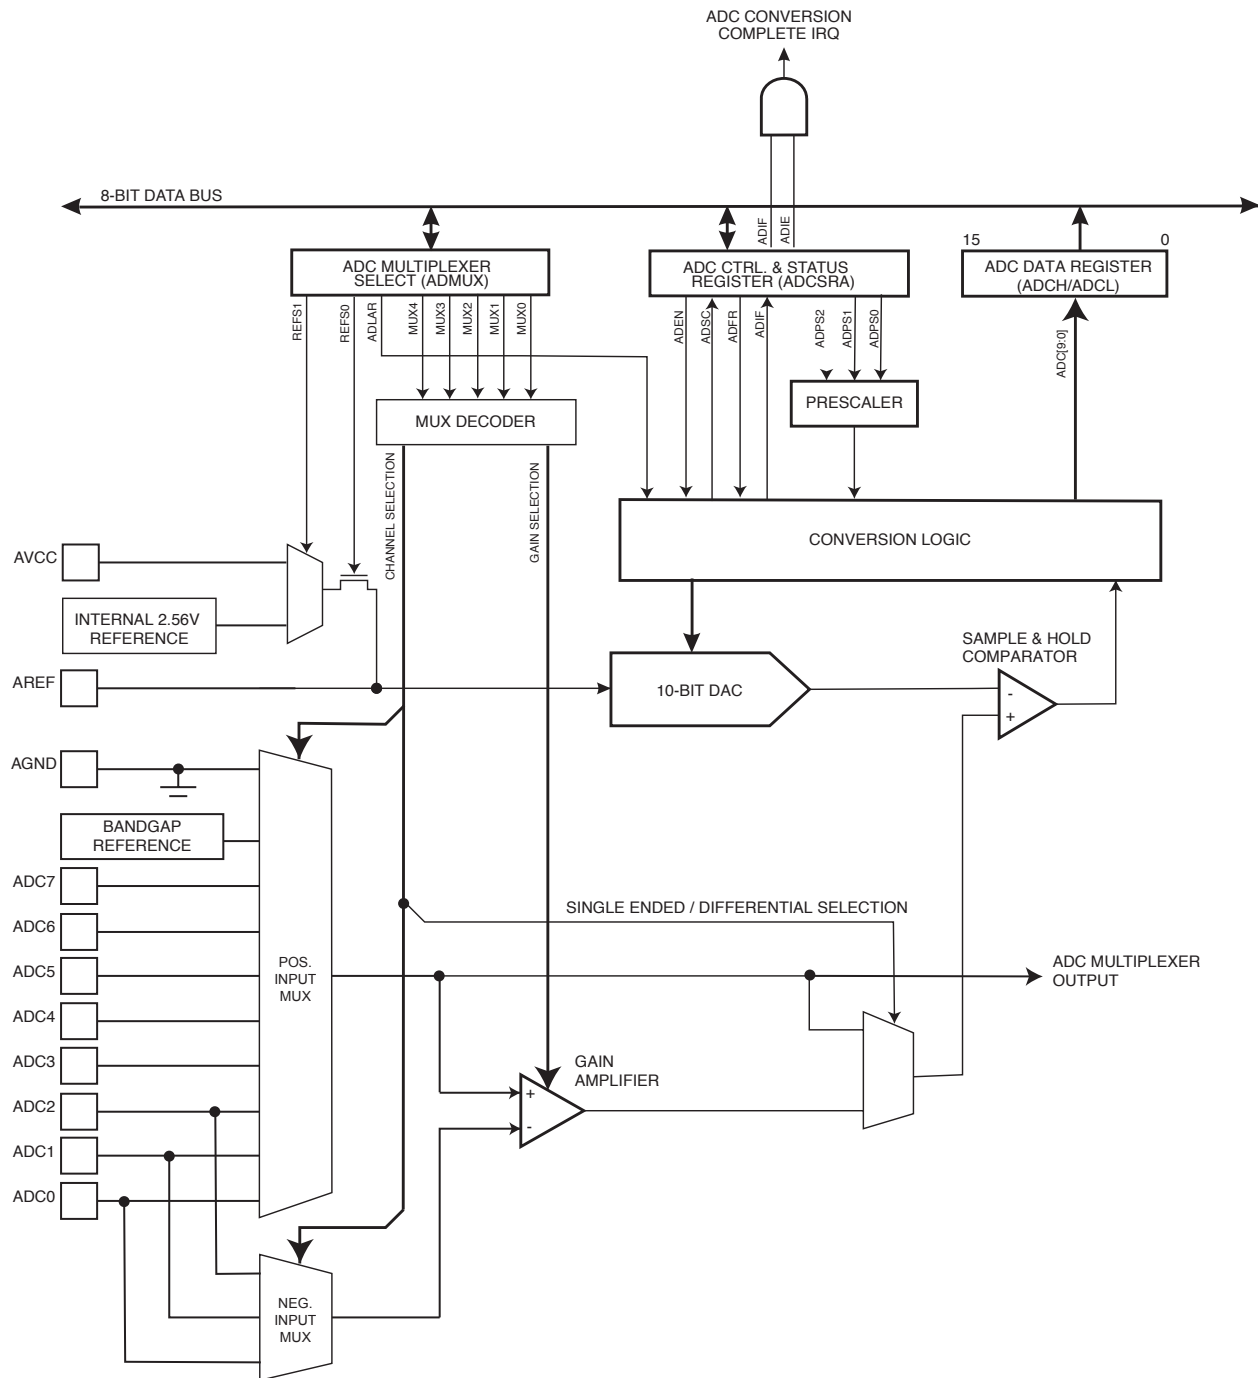 ADC CONVERSION
COMPLETE IRQ
8-BIT DATA BUS
ADIF
ADIE
15
0
ADC MULTIPLEXER
SELECT (ADMUX)
ADC CTRL. & STATUS
REGISTER (ADCSRA)
ADC DATA REGISTER
(ADCH/ADCL)
REFS1
REFS0
ADLAR
MUX4
MUX3
MUX2
MUX1
MUX0
ADEN
ADSC
ADFR
ADIF
ADPS2
ADPS1
ADPS0
ADC[9:0]
MUX DECODER
PRESCALER
CHANNEL SELECTION
GAIN SELECTION
CONVERSION LOGIC
AVCC
INTERNAL 2.56V
REFERENCE
SAMPLE & HOLD
COMPARATOR
AREF
10-BIT DAC
-
+
AGND
BANDGAP
REFERENCE
ADC7
SINGLE ENDED / DIFFERENTIAL SELECTION
ADC6
ADC5
POS.
INPUT
MUX
ADC MULTIPLEXER
OUTPUT
ADC4
ADC3
GAIN
AMPLIFIER
+
-
ADC2
ADC1
ADC0
NEG.
INPUT
MUX